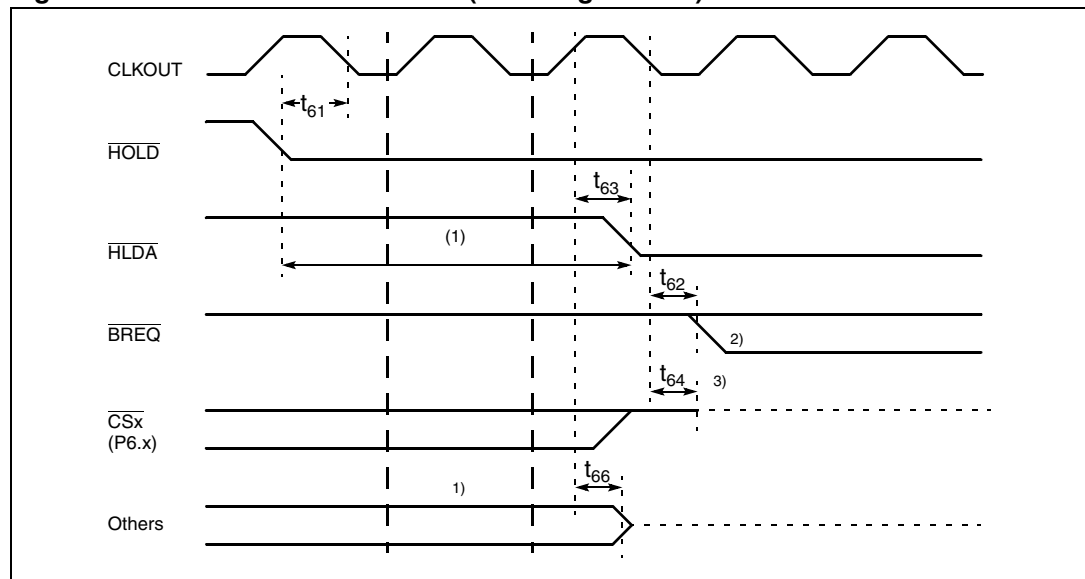 CLKOUT
t61
HOLD
t63
HLDA
(1)
t62
BREQ
2)
t64
3)
CSx
(P6.x)
t66
1)
Others